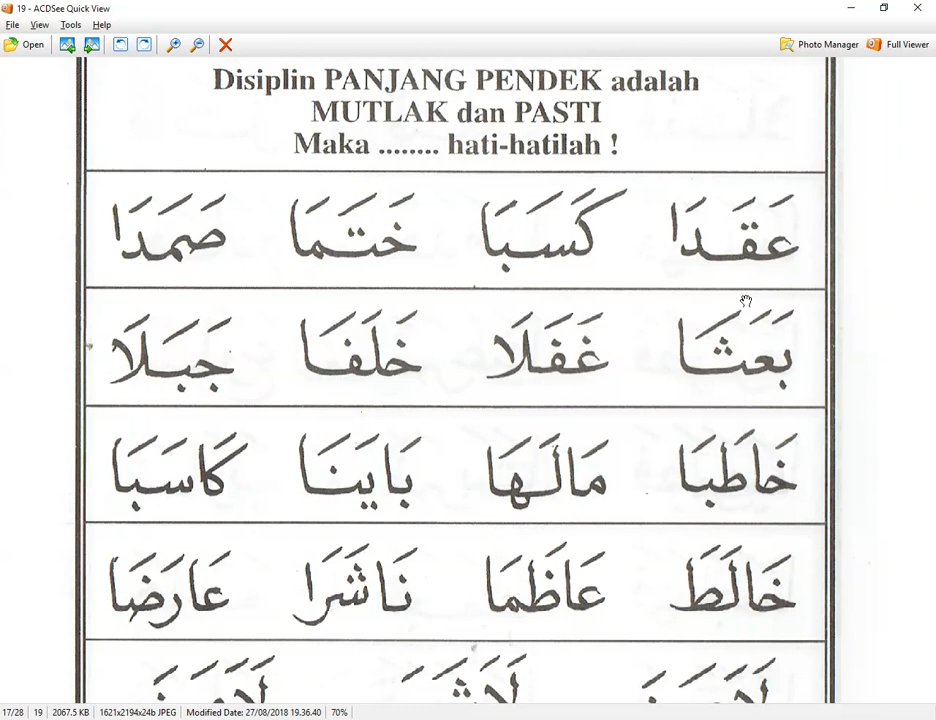 19 - ACDSee Quick View
File View Tools Help
Open Photo Manager Full Viewer
Disiplin PANJANG PENDEK adalah
MUTLAK dan PASTI
Maka ........ hati-hatilah !
عَقَدَا كَسَبَا خَتَمَا صَمَدَا
بَعَثَا غَفَلَا خَلَفَا جَبَلَا
خَاطَبَا مَالَهَا بَايَنَا كَاسَبَا
خَالَطَ عَاظَمَا نَاشَرَا عَارَضَا
17/28 19 2067.5 KB 1621x2194x24b JPEG Modified Date: 27/08/2018 19.36.40 70%